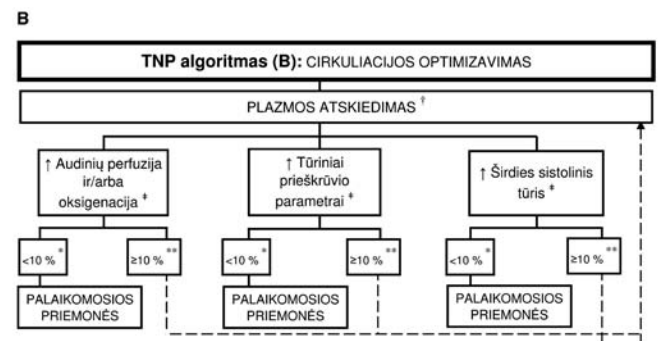 B
TNP algoritmas (B): CIRKULIACIJOS OPTIMIZAVIMAS
PLAZMOS ATSKIEDIMAS †
↑ Audinių perfuzija
ir/arba
oksigenacija ‡
↑ Tūriniai
prieškrūvio
parametrai ‡
↑ Širdies sistolinis
tūris ‡
<10 % *
≥10 % **
<10 % *
≥10 % **
<10 % *
≥10 % **
PALAIKOMOSIOS
PRIEMONĖS
PALAIKOMOSIOS
PRIEMONĖS
PALAIKOMOSIOS
PRIEMONĖS